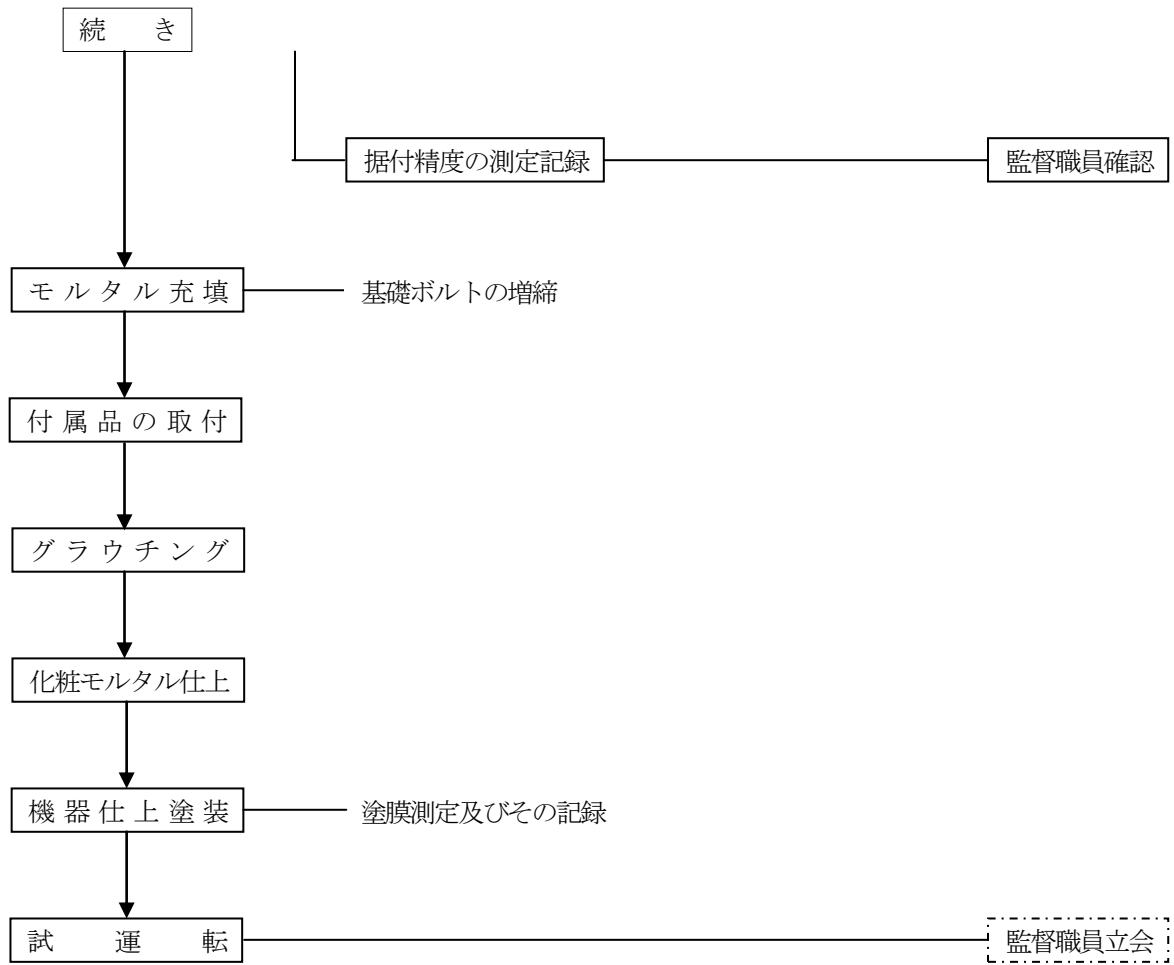 続　き
据付精度の測定記録
監督職員確認
モルタル充填
基礎ボルトの増締
付属品の取付
グラウチング
化粧モルタル仕上
機器仕上塗装
塗膜測定及びその記録
試運転
監督職員立会